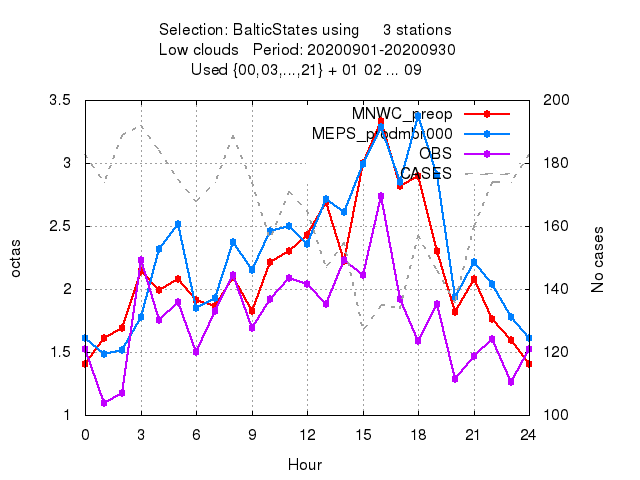 Selection: BalticStates using 3 stations
Low clouds Period: 20200901-20200930
Used {00,03,...,21} + 01 02 ... 09
MNWC_preop
MEPS_prodmbr000
OBS
CASES
3.5
3
2.5
2
1.5
1
octas
200
180
160
140
120
100
No cases
0 3 6 9 12 15 18 21 24
Hour